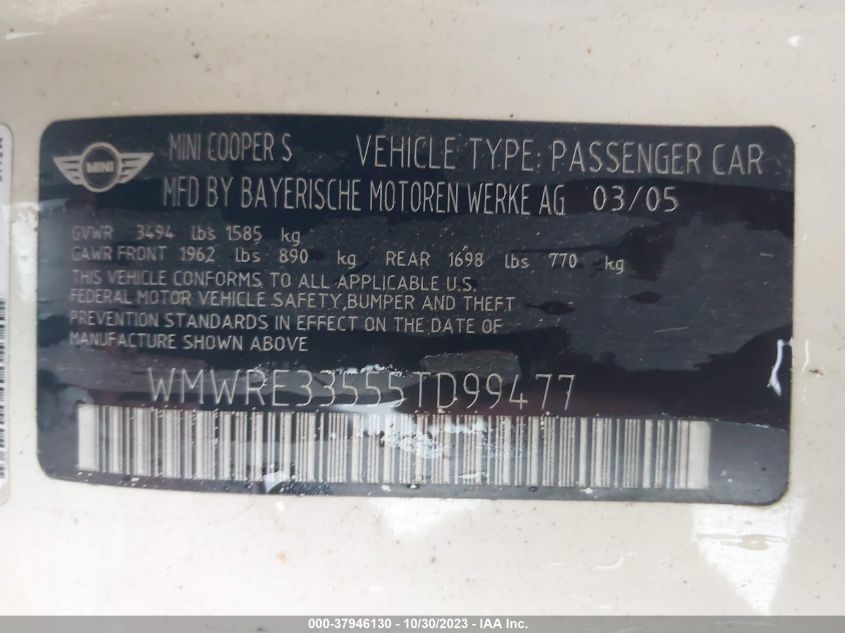 MINI
MINI COOPER S VEHICLE TYPE: PASSENGER CAR
MFD BY BAYERISCHE MOTOREN WERKE AG 03/05
GVWR 3494 lbs 1585 kg
GAWR FRONT 1962 lbs 890 kg REAR 1698 lbs 770 kg
THIS VEHICLE CONFORMS TO ALL APPLICABLE U.S.
FEDERAL MOTOR VEHICLE SAFETY,BUMPER AND THEFT
PREVENTION STANDARDS IN EFFECT ON THE DATE OF
MANUFACTURE SHOWN ABOVE
WMWRE33555TD99477
000-37946130 - 10/30/2023 - IAA Inc.